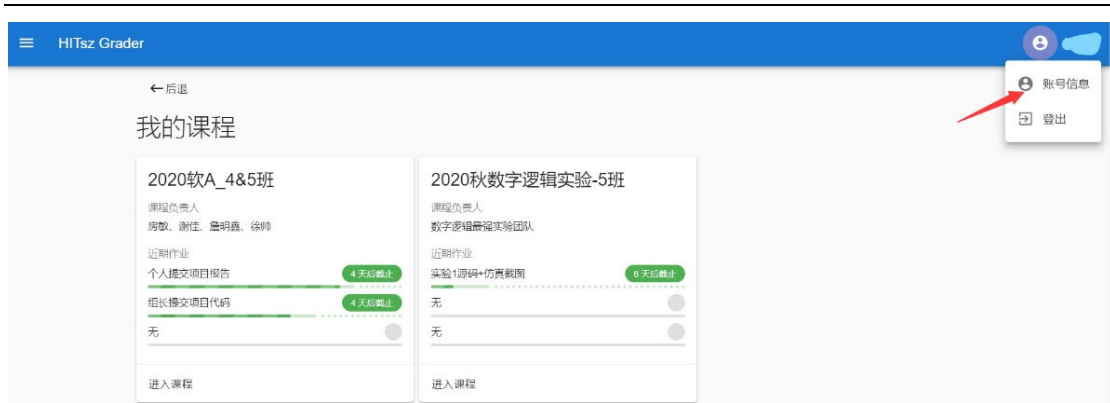 HITsz Grader
账号信息
登出
后退
我的课程
2020软A_4&5班
课程负责人
房敏、谢佳、詹明鑫、徐帅
近期作业
个人提交项目报告 4 天后截止
组长提交项目代码 4 天后截止
无
进入课程
2020秋数字逻辑实验-5班
课程负责人
数字逻辑最强实验团队
近期作业
实验1源码+仿真截图 6 天后截止
无
无
进入课程